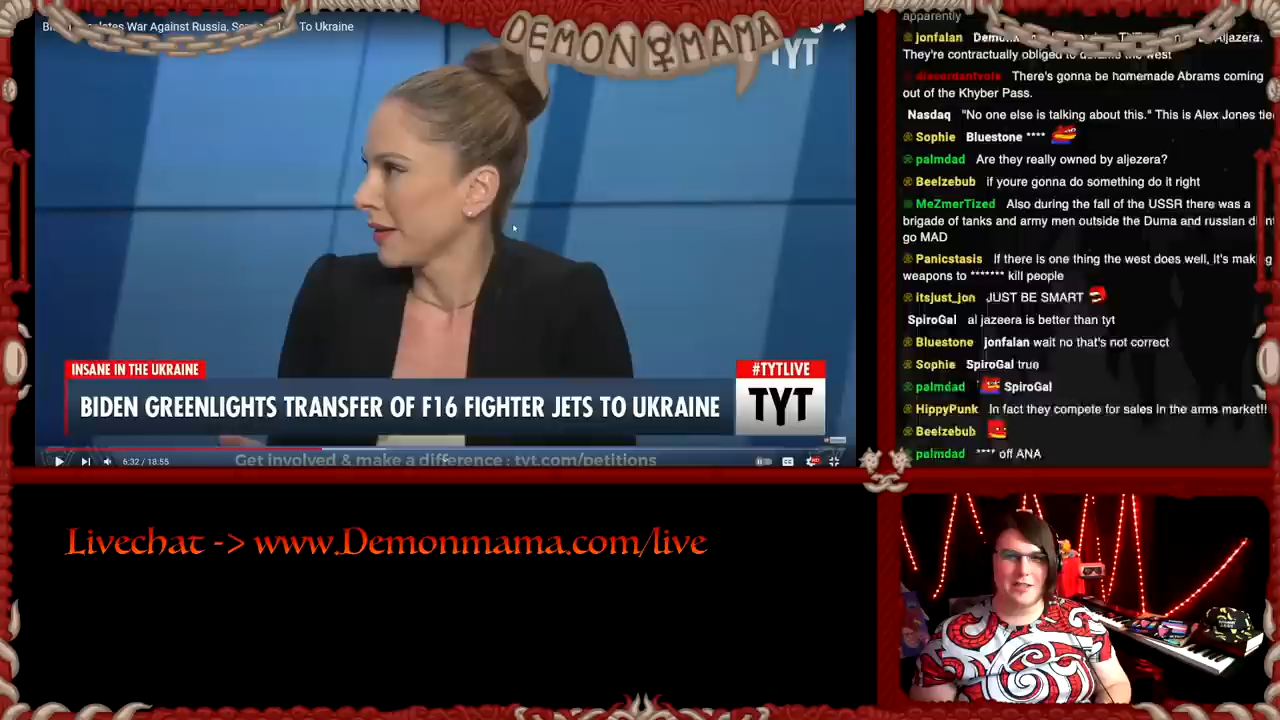 To Ukraine
DEMON MAMA
TYT
INSANE IN THE UKRAINE
#TYTLIVE
BIDEN GREENLIGHTS TRANSFER OF F16 FIGHTER JETS TO UKRAINE
TYT
6:32 / 18:55
Get involved & make a difference : tyt.com/petitions
apparently
jonfalan
They're contractually obliged to the west
There's gonna be homemade Abrams coming
out of the Khyber Pass.
Nasdaq "No one else is talking about this." This is Alex Jones tie
Sophie Bluestone ****
palmdad Are they really owned by aljezera?
Beelzebub if youre gonna do something do it right
MeZmerTized Also during the fall of the USSR there was a
brigade of tanks and army men outside the Duma and russian
go MAD
Panicstasis If there is one thing the west does well, It's
weapons to ******* kill people
itsjust_jon JUST BE SMART
SpiroGal al jazeera is better than tyt
Bluestone jonfalan wait no that's not correct
Sophie SpiroGal true
palmdad SpiroGal
HippyPunk In fact they compete for sales in the arms market!!
Beelzebub
palmdad **** off ANA
Livechat -> www.Demonmama.com/live